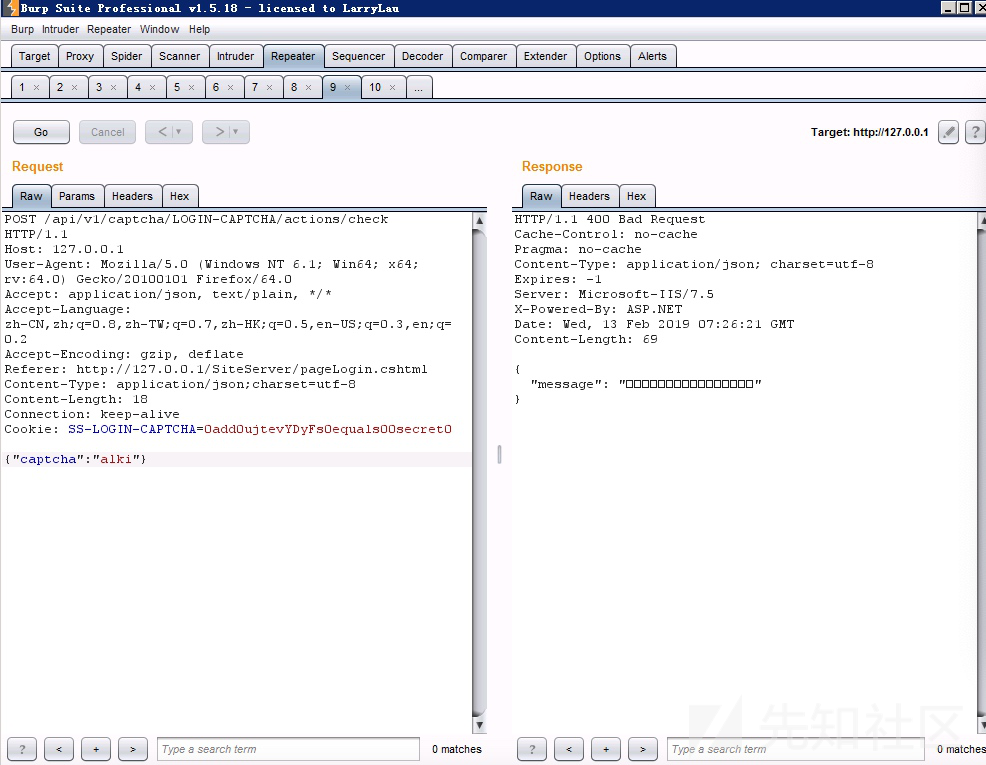 Burp Suite Professional v1.5.18 - licensed to LarryLau
Burp Intruder Repeater Window Help
Target Proxy Spider Scanner Intruder Repeater Sequencer Decoder Comparer Extender Options Alerts
1 × 2 × 3 × 4 × 5 × 6 × 7 × 8 × 9 × 10 × ...
Go Cancel < ▼ > ▼ Target: http://127.0.0.1 ?
Request
Raw Params Headers Hex
POST /api/v1/captcha/LOGIN-CAPTCHA/actions/check
HTTP/1.1
Host: 127.0.0.1
User-Agent: Mozilla/5.0 (Windows NT 6.1; Win64; x64;
rv:64.0) Gecko/20100101 Firefox/64.0
Accept: application/json, text/plain, */*
Accept-Language:
zh-CN,zh;q=0.8,zh-TW;q=0.7,zh-HK;q=0.5,en-US;q=0.3,en;q=
0.2
Accept-Encoding: gzip, deflate
Referer: http://127.0.0.1/SiteServer/pageLogin.cshtml
Content-Type: application/json;charset=utf-8
Content-Length: 18
Connection: keep-alive
Cookie: SS-LOGIN-CAPTCHA=0add0ujtevYDyFs0equals00secret0
{"captcha":"alki"}
? < + > Type a search term 0 matches
Response
Raw Headers Hex
HTTP/1.1 400 Bad Request
Cache-Control: no-cache
Pragma: no-cache
Content-Type: application/json; charset=utf-8
Expires: -1
Server: Microsoft-IIS/7.5
X-Powered-By: ASP.NET
Date: Wed, 13 Feb 2019 07:26:21 GMT
Content-Length: 69
{
"message": "□□□□□□□□□□□□□□□□"
}
? < + > Type a search term 0 matches
先知社区